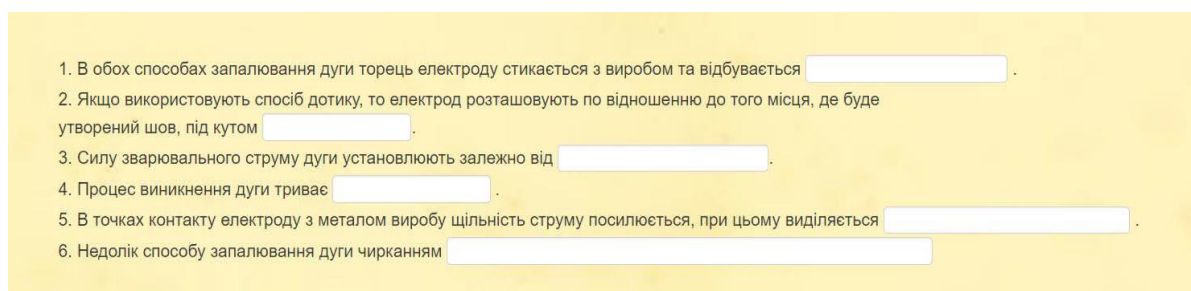 1. В обох способах запалювання дуги торець електроду стикається з виробом та відбувається .
2. Якщо використовують спосіб дотику, то електрод розташовують по відношенню до того місця, де буде
утворений шов, під кутом .
3. Силу зварювального струму дуги установлюють залежно від .
4. Процес виникнення дуги триває .
5. В точках контакту електроду з металом виробу щільність струму посилюється, при цьому виділяється .
6. Недолік способу запалювання дуги чирканням